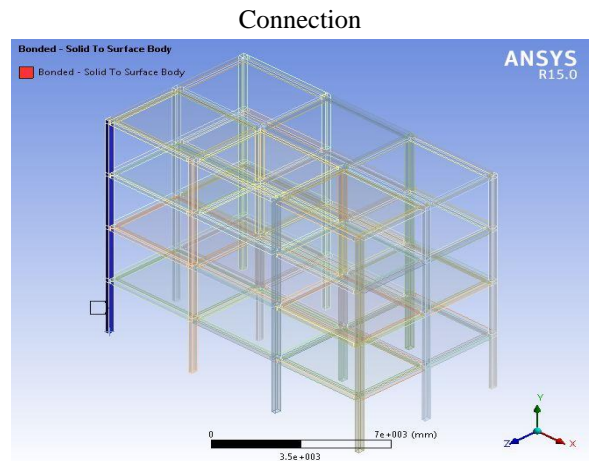 Connection
Bonded - Solid To Surface Body
Bonded - Solid To Surface Body
ANSYS
R15.0
0
7e+003 (mm)
3.5e+003
Y
Z
X